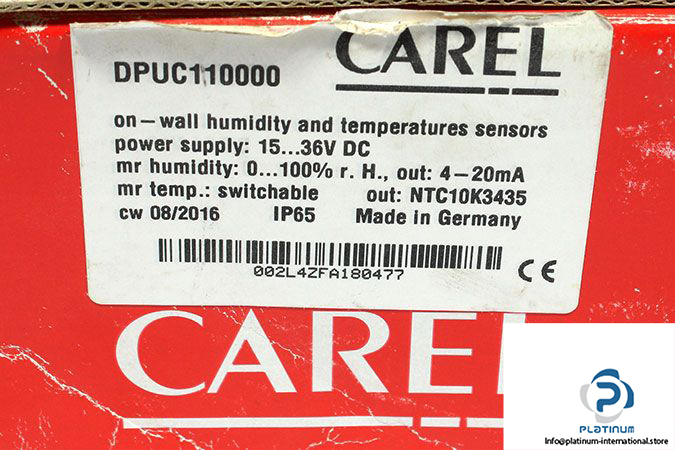 CAREL
DPUC110000
on-wall humidity and temperatures sensors
power supply: 15...36V DC
mr humidity: 0...100% r. H., out: 4-20mA
mr temp.: switchable out: NTC10K3435
cw 08/2016 IP65 Made in Germany
002L4ZFA180477
CE
CAREL
PLATINUM
Info@platinum-international.store